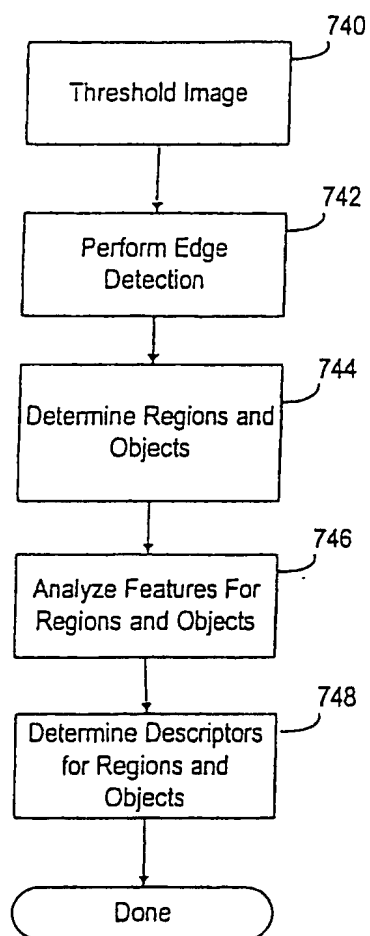 740
Threshold Image
742
Perform Edge
Detection
744
Determine Regions and
Objects
746
Analyze Features For
Regions and Objects
748
Determine Descriptors
for Regions and
Objects
Done